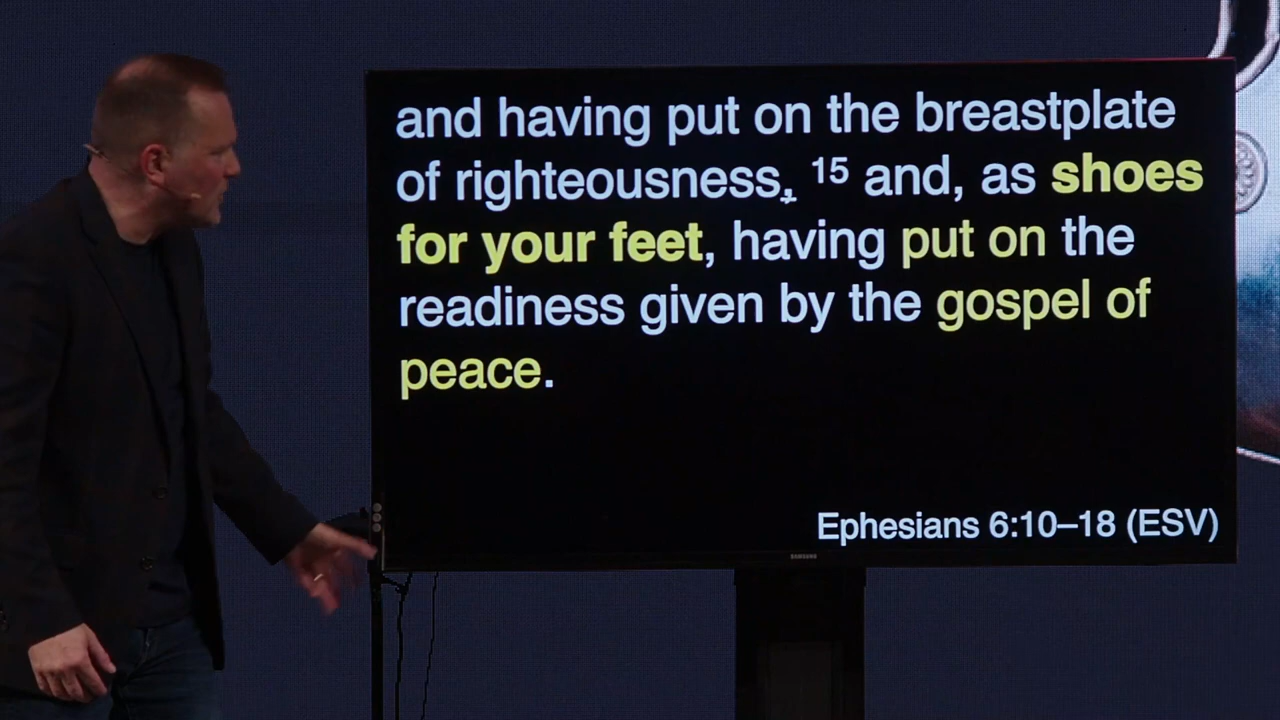 and having put on the breastplate
of righteousness, ¹⁵ and, as shoes
for your feet, having put on the
readiness given by the gospel of
peace.
Ephesians 6:10–18 (ESV)
SAMSUNG